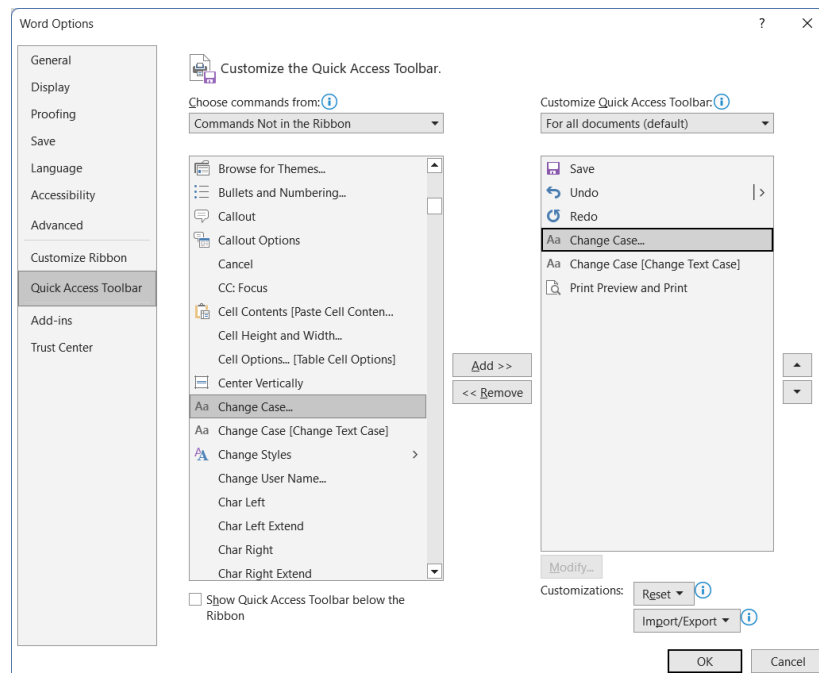 Word Options
?
General
Display
Proofing
Save
Language
Accessibility
Advanced
Customize Ribbon
Quick Access Toolbar
Add-ins
Trust Center
Customize the Quick Access Toolbar.
Choose commands from:
Commands Not in the Ribbon
Browse for Themes...
Bullets and Numbering...
Callout
Callout Options
Cancel
CC: Focus
Cell Contents [Paste Cell Conten...
Cell Height and Width...
Cell Options... [Table Cell Options]
Center Vertically
Aa Change Case...
Aa Change Case [Change Text Case]
Change Styles
Change User Name...
Char Left
Char Left Extend
Char Right
Char Right Extend
Show Quick Access Toolbar below the
Ribbon
Add >>
<< Remove
Customize Quick Access Toolbar:
For all documents (default)
Save
Undo
Redo
Aa Change Case...
Aa Change Case [Change Text Case]
Print Preview and Print
Modify...
Customizations:
Reset
Import/Export
OK
Cancel